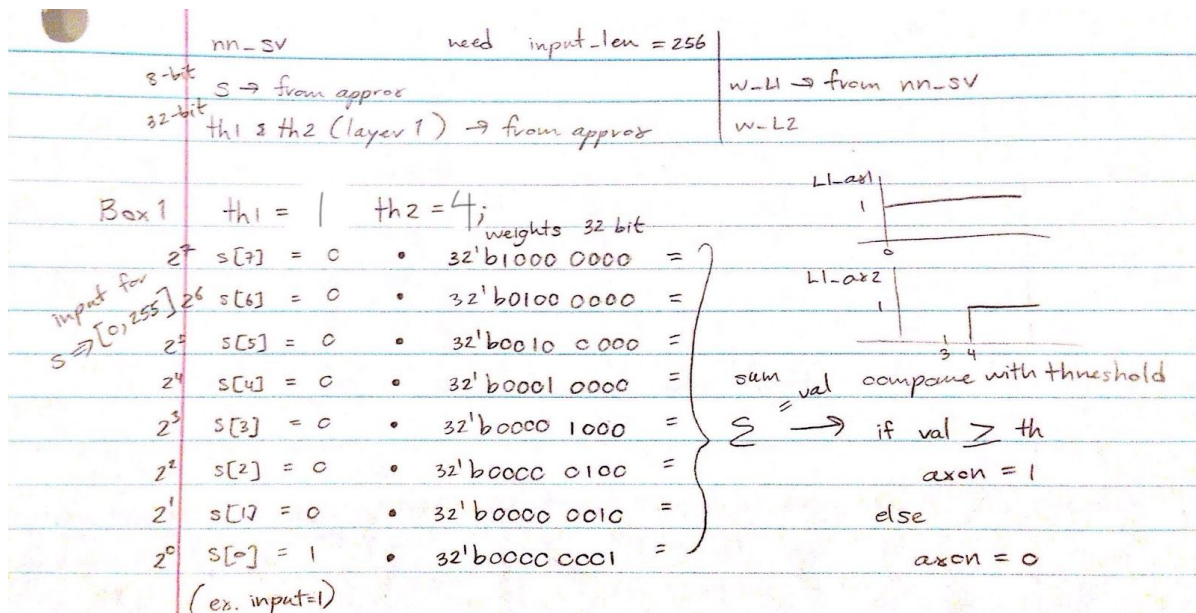 nn_sv need input_len = 256
8-bit s → from approx w_L1 → from nn_sv
32-bit th1 & th2 (layer 1) → from approx w_L2
L1_ax1
1
0
Box 1 th1 = 1 th2 = 4;
weights 32 bit
input for s ⇒ [0, 255]
2^7 s[7] = 0 • 32'b1000 0000 =
2^6 s[6] = 0 • 32'b0100 0000 =
2^5 s[5] = 0 • 32'b0010 0000 =
2^4 s[4] = 0 • 32'b0001 0000 =
2^3 s[3] = 0 • 32'b0000 1000 =
2^2 s[2] = 0 • 32'b0000 0100 =
2^1 s[1] = 0 • 32'b0000 0010 =
2^0 s[0] = 1 • 32'b0000 0001 =
(ex. input=1)
L1_ax2
1
3 4
sum = val compare with threshold
Σ → if val ≥ th
axon = 1
else
axon = 0